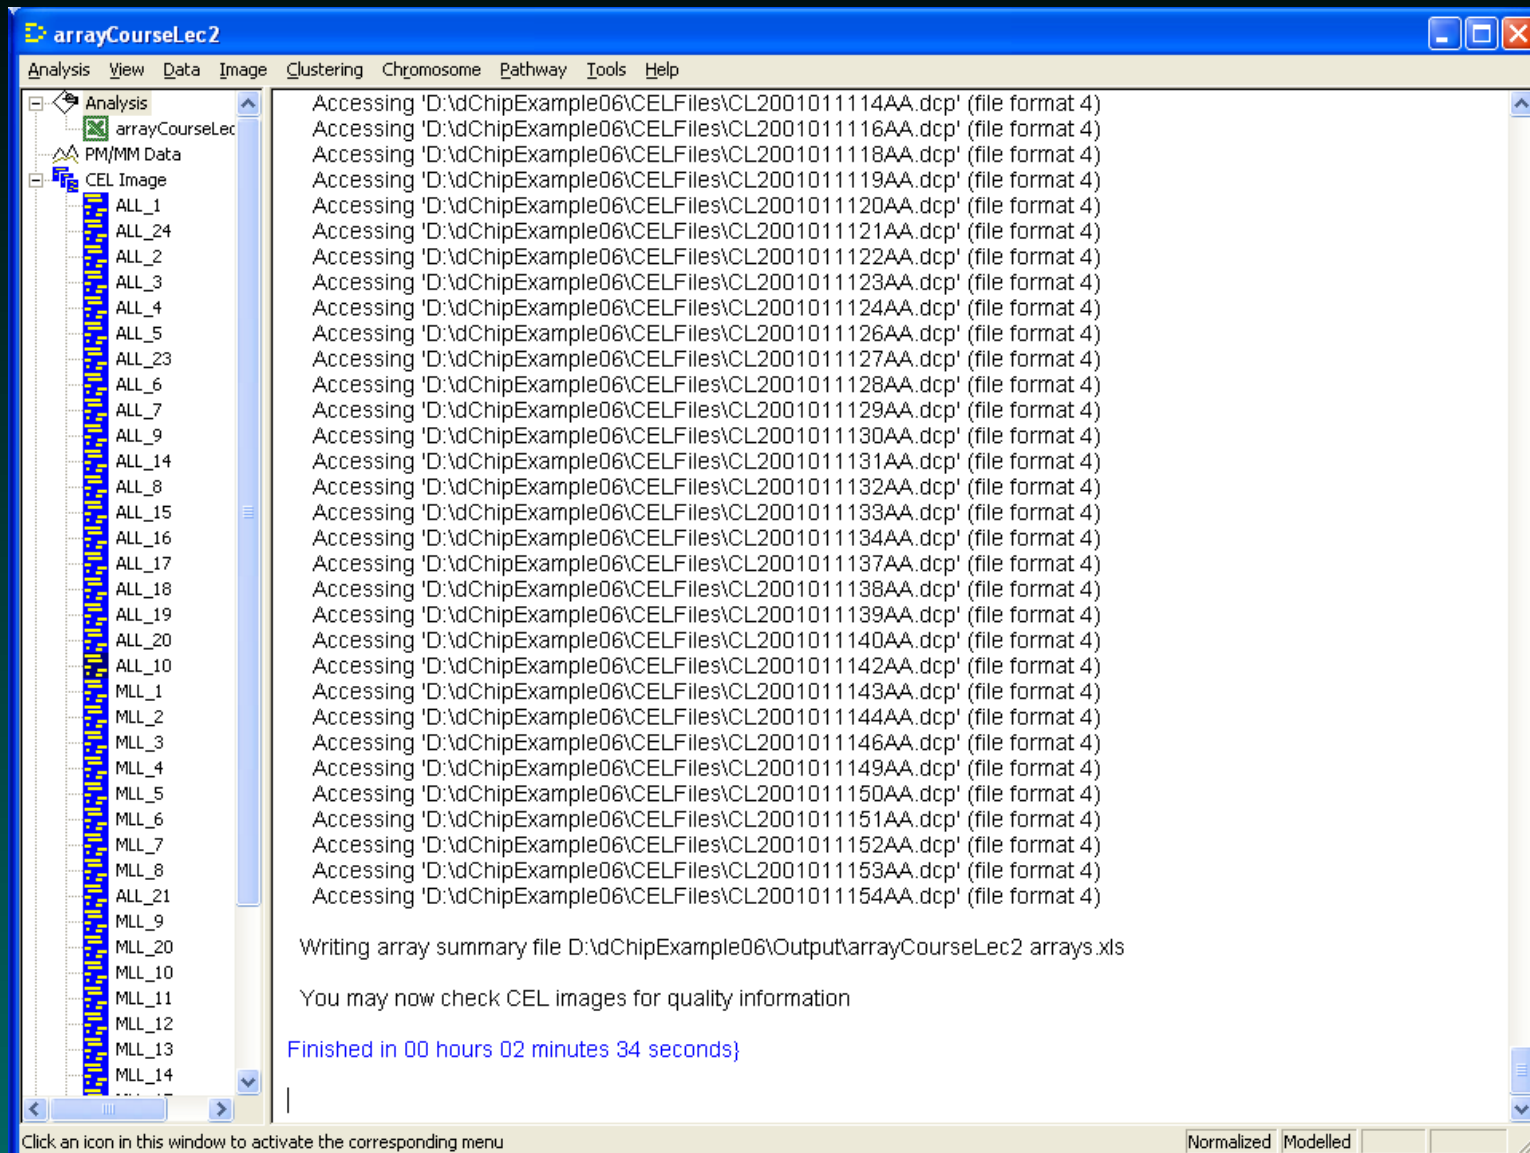 arrayCourseLec2
Analysis View Data Image Clustering Chromosome Pathway Tools Help
Analysis
arrayCourseLec
PM/MM Data
CEL Image
ALL_1
ALL_24
ALL_2
ALL_3
ALL_4
ALL_5
ALL_23
ALL_6
ALL_7
ALL_9
ALL_14
ALL_8
ALL_15
ALL_16
ALL_17
ALL_18
ALL_19
ALL_20
ALL_10
MLL_1
MLL_2
MLL_3
MLL_4
MLL_5
MLL_6
MLL_7
MLL_8
ALL_21
MLL_9
MLL_20
MLL_10
MLL_11
MLL_12
MLL_13
MLL_14
Accessing 'D:\dChipExample06\CELFiles\CL2001011114AA.dcp' (file format 4)
Accessing 'D:\dChipExample06\CELFiles\CL2001011116AA.dcp' (file format 4)
Accessing 'D:\dChipExample06\CELFiles\CL2001011118AA.dcp' (file format 4)
Accessing 'D:\dChipExample06\CELFiles\CL2001011119AA.dcp' (file format 4)
Accessing 'D:\dChipExample06\CELFiles\CL2001011120AA.dcp' (file format 4)
Accessing 'D:\dChipExample06\CELFiles\CL2001011121AA.dcp' (file format 4)
Accessing 'D:\dChipExample06\CELFiles\CL2001011122AA.dcp' (file format 4)
Accessing 'D:\dChipExample06\CELFiles\CL2001011123AA.dcp' (file format 4)
Accessing 'D:\dChipExample06\CELFiles\CL2001011124AA.dcp' (file format 4)
Accessing 'D:\dChipExample06\CELFiles\CL2001011126AA.dcp' (file format 4)
Accessing 'D:\dChipExample06\CELFiles\CL2001011127AA.dcp' (file format 4)
Accessing 'D:\dChipExample06\CELFiles\CL2001011128AA.dcp' (file format 4)
Accessing 'D:\dChipExample06\CELFiles\CL2001011129AA.dcp' (file format 4)
Accessing 'D:\dChipExample06\CELFiles\CL2001011130AA.dcp' (file format 4)
Accessing 'D:\dChipExample06\CELFiles\CL2001011131AA.dcp' (file format 4)
Accessing 'D:\dChipExample06\CELFiles\CL2001011132AA.dcp' (file format 4)
Accessing 'D:\dChipExample06\CELFiles\CL2001011133AA.dcp' (file format 4)
Accessing 'D:\dChipExample06\CELFiles\CL2001011134AA.dcp' (file format 4)
Accessing 'D:\dChipExample06\CELFiles\CL2001011137AA.dcp' (file format 4)
Accessing 'D:\dChipExample06\CELFiles\CL2001011138AA.dcp' (file format 4)
Accessing 'D:\dChipExample06\CELFiles\CL2001011139AA.dcp' (file format 4)
Accessing 'D:\dChipExample06\CELFiles\CL2001011140AA.dcp' (file format 4)
Accessing 'D:\dChipExample06\CELFiles\CL2001011142AA.dcp' (file format 4)
Accessing 'D:\dChipExample06\CELFiles\CL2001011143AA.dcp' (file format 4)
Accessing 'D:\dChipExample06\CELFiles\CL2001011144AA.dcp' (file format 4)
Accessing 'D:\dChipExample06\CELFiles\CL2001011146AA.dcp' (file format 4)
Accessing 'D:\dChipExample06\CELFiles\CL2001011149AA.dcp' (file format 4)
Accessing 'D:\dChipExample06\CELFiles\CL2001011150AA.dcp' (file format 4)
Accessing 'D:\dChipExample06\CELFiles\CL2001011151AA.dcp' (file format 4)
Accessing 'D:\dChipExample06\CELFiles\CL2001011152AA.dcp' (file format 4)
Accessing 'D:\dChipExample06\CELFiles\CL2001011153AA.dcp' (file format 4)
Accessing 'D:\dChipExample06\CELFiles\CL2001011154AA.dcp' (file format 4)
Writing array summary file D:\dChipExample06\Output\arrayCourseLec2 arrays.xls
You may now check CEL images for quality information
Finished in 00 hours 02 minutes 34 seconds}
Click an icon in this window to activate the corresponding menu
Normalized Modelled